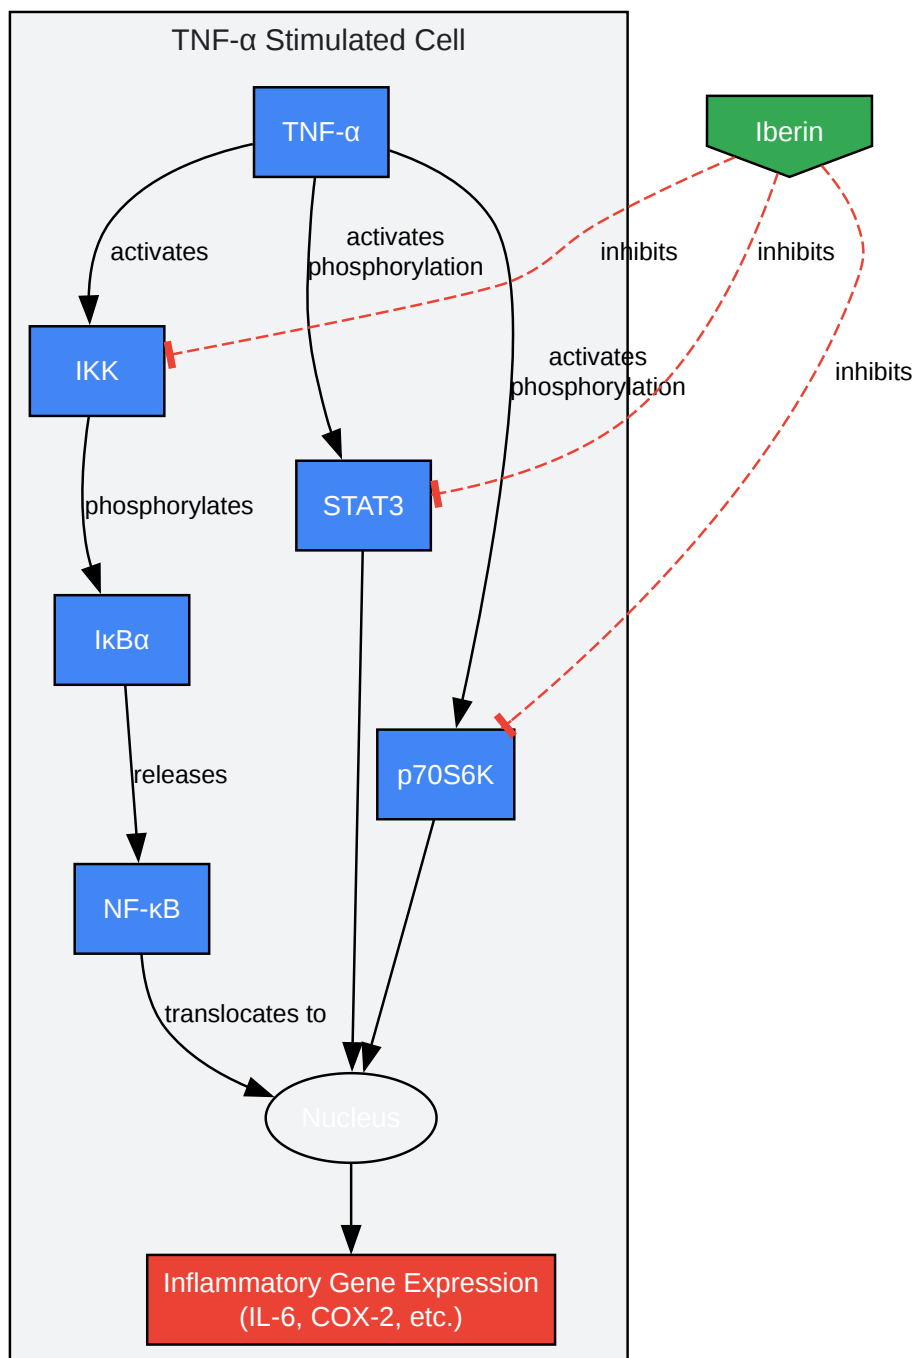 TNF-α Stimulated Cell
TNF-α
Iberin
activates
activates
phosphorylation
inhibits
inhibits
IKK
activates
phosphorylation
inhibits
phosphorylates
STAT3
IκBα
releases
p70S6K
NF-κB
translocates to
Nucleus
Inflammatory Gene Expression
(IL-6, COX-2, etc.)